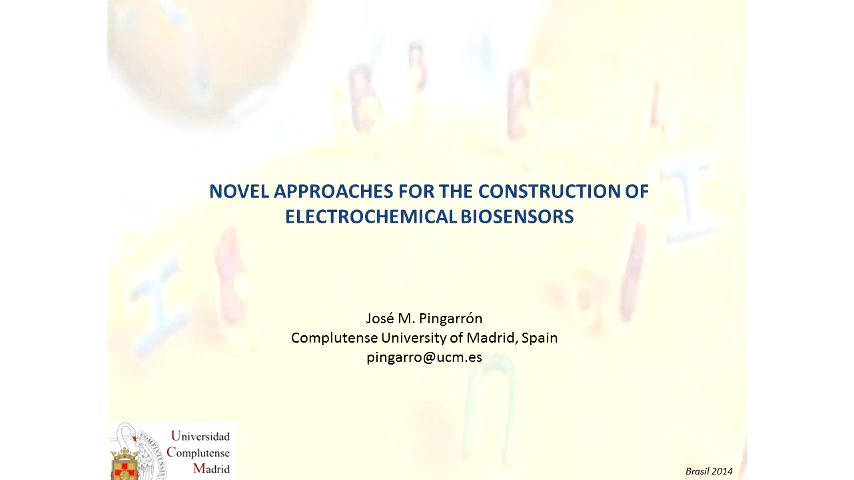 NOVEL APPROACHES FOR THE CONSTRUCTION OF
ELECTROCHEMICAL BIOSENSORS
José M. Pingarrón
Complutense University of Madrid, Spain
pingarro@ucm.es
Universidad
Complutense
Madrid
Brasil 2014